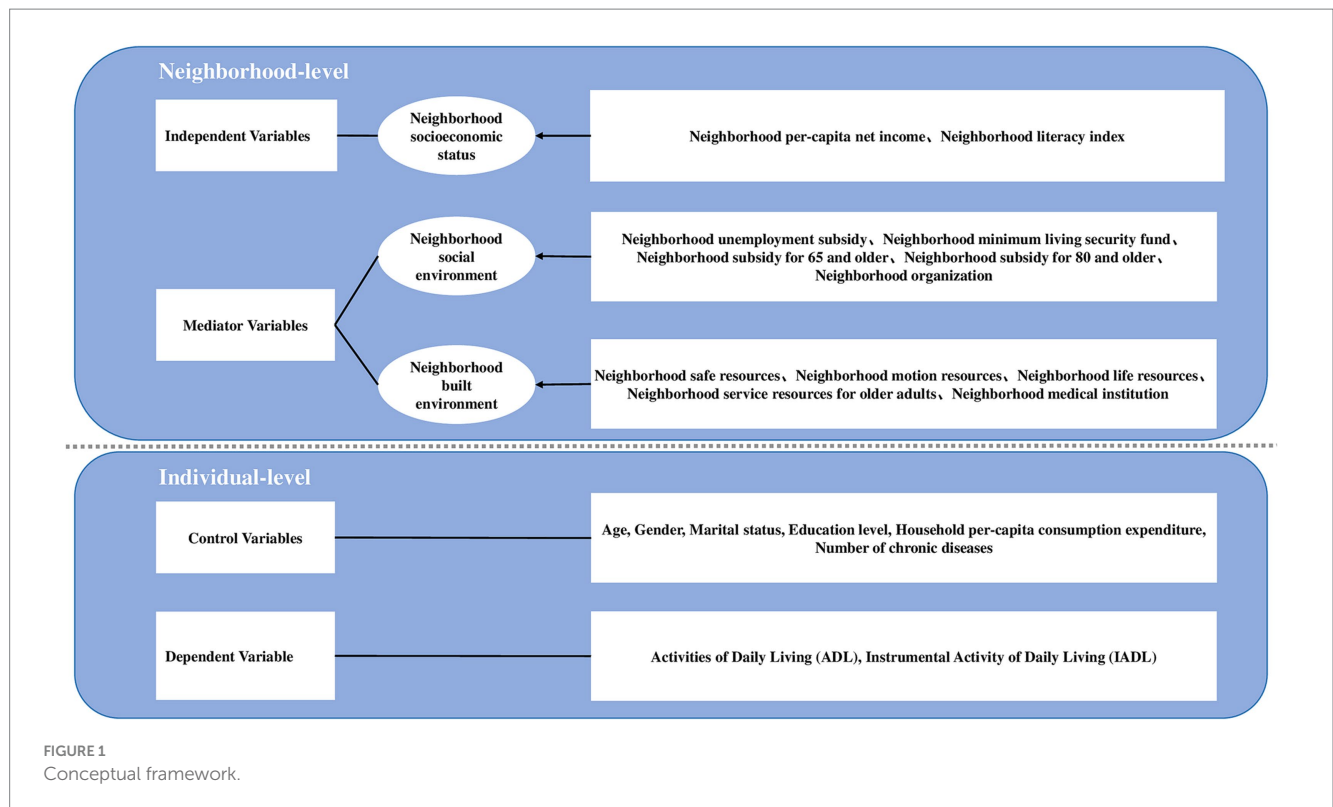 Neighborhood-level
Independent Variables
Neighborhood
socioeconomic
status
Neighborhood per-capita net income、Neighborhood literacy index
Mediator Variables
Neighborhood
social
environment
Neighborhood unemployment subsidy、Neighborhood minimum living security fund、
Neighborhood subsidy for 65 and older、Neighborhood subsidy for 80 and older、
Neighborhood organization
Neighborhood
built
environment
Neighborhood safe resources、Neighborhood motion resources、Neighborhood life resources、
Neighborhood service resources for older adults、Neighborhood medical institution
Individual-level
Control Variables
Age, Gender, Marital status, Education level, Household per-capita consumption expenditure,
Number of chronic diseases
Dependent Variable
Activities of Daily Living (ADL), Instrumental Activity of Daily Living (IADL)
FIGURE 1
Conceptual framework.